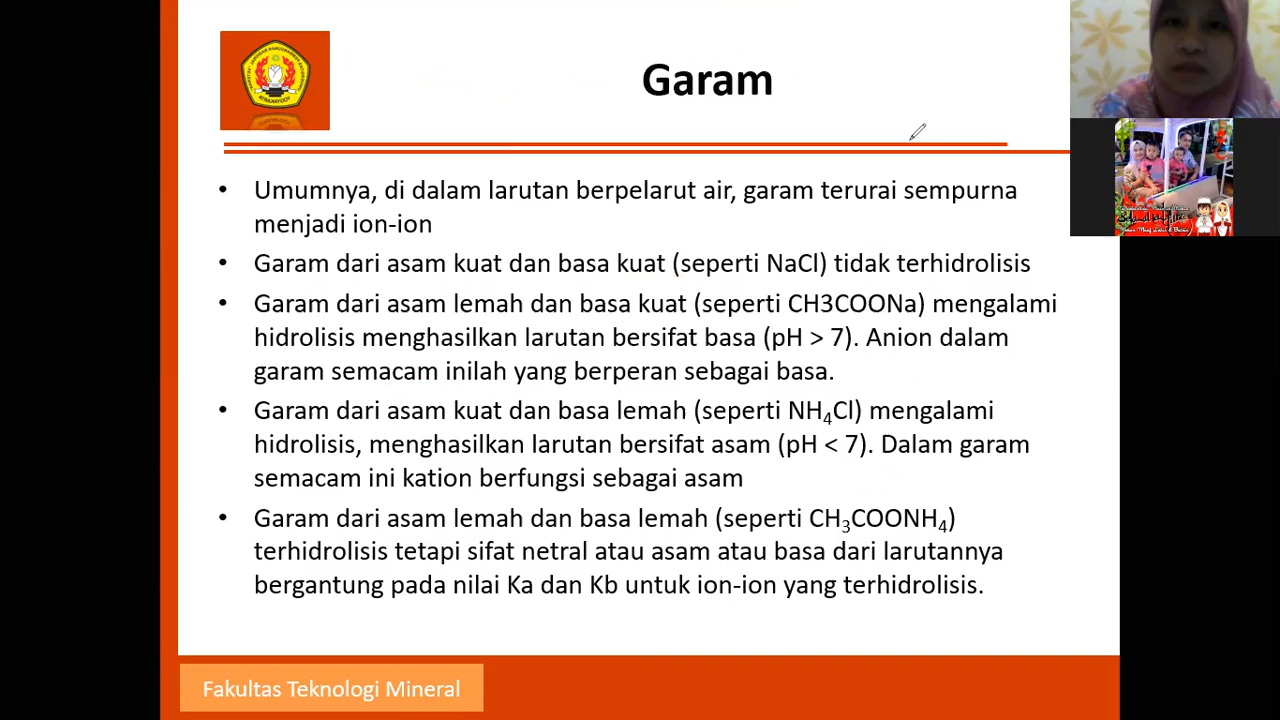 Garam
• Umumnya, di dalam larutan berpelarut air, garam terurai sempurna
menjadi ion-ion
• Garam dari asam kuat dan basa kuat (seperti NaCl) tidak terhidrolisis
• Garam dari asam lemah dan basa kuat (seperti CH3COONa) mengalami
hidrolisis menghasilkan larutan bersifat basa (pH > 7). Anion dalam
garam semacam inilah yang berperan sebagai basa.
• Garam dari asam kuat dan basa lemah (seperti NH₄Cl) mengalami
hidrolisis, menghasilkan larutan bersifat asam (pH < 7). Dalam garam
semacam ini kation berfungsi sebagai asam
• Garam dari asam lemah dan basa lemah (seperti CH₃COONH₄)
terhidrolisis tetapi sifat netral atau asam atau basa dari larutannya
bergantung pada nilai Ka dan Kb untuk ion-ion yang terhidrolisis.
Fakultas Teknologi Mineral